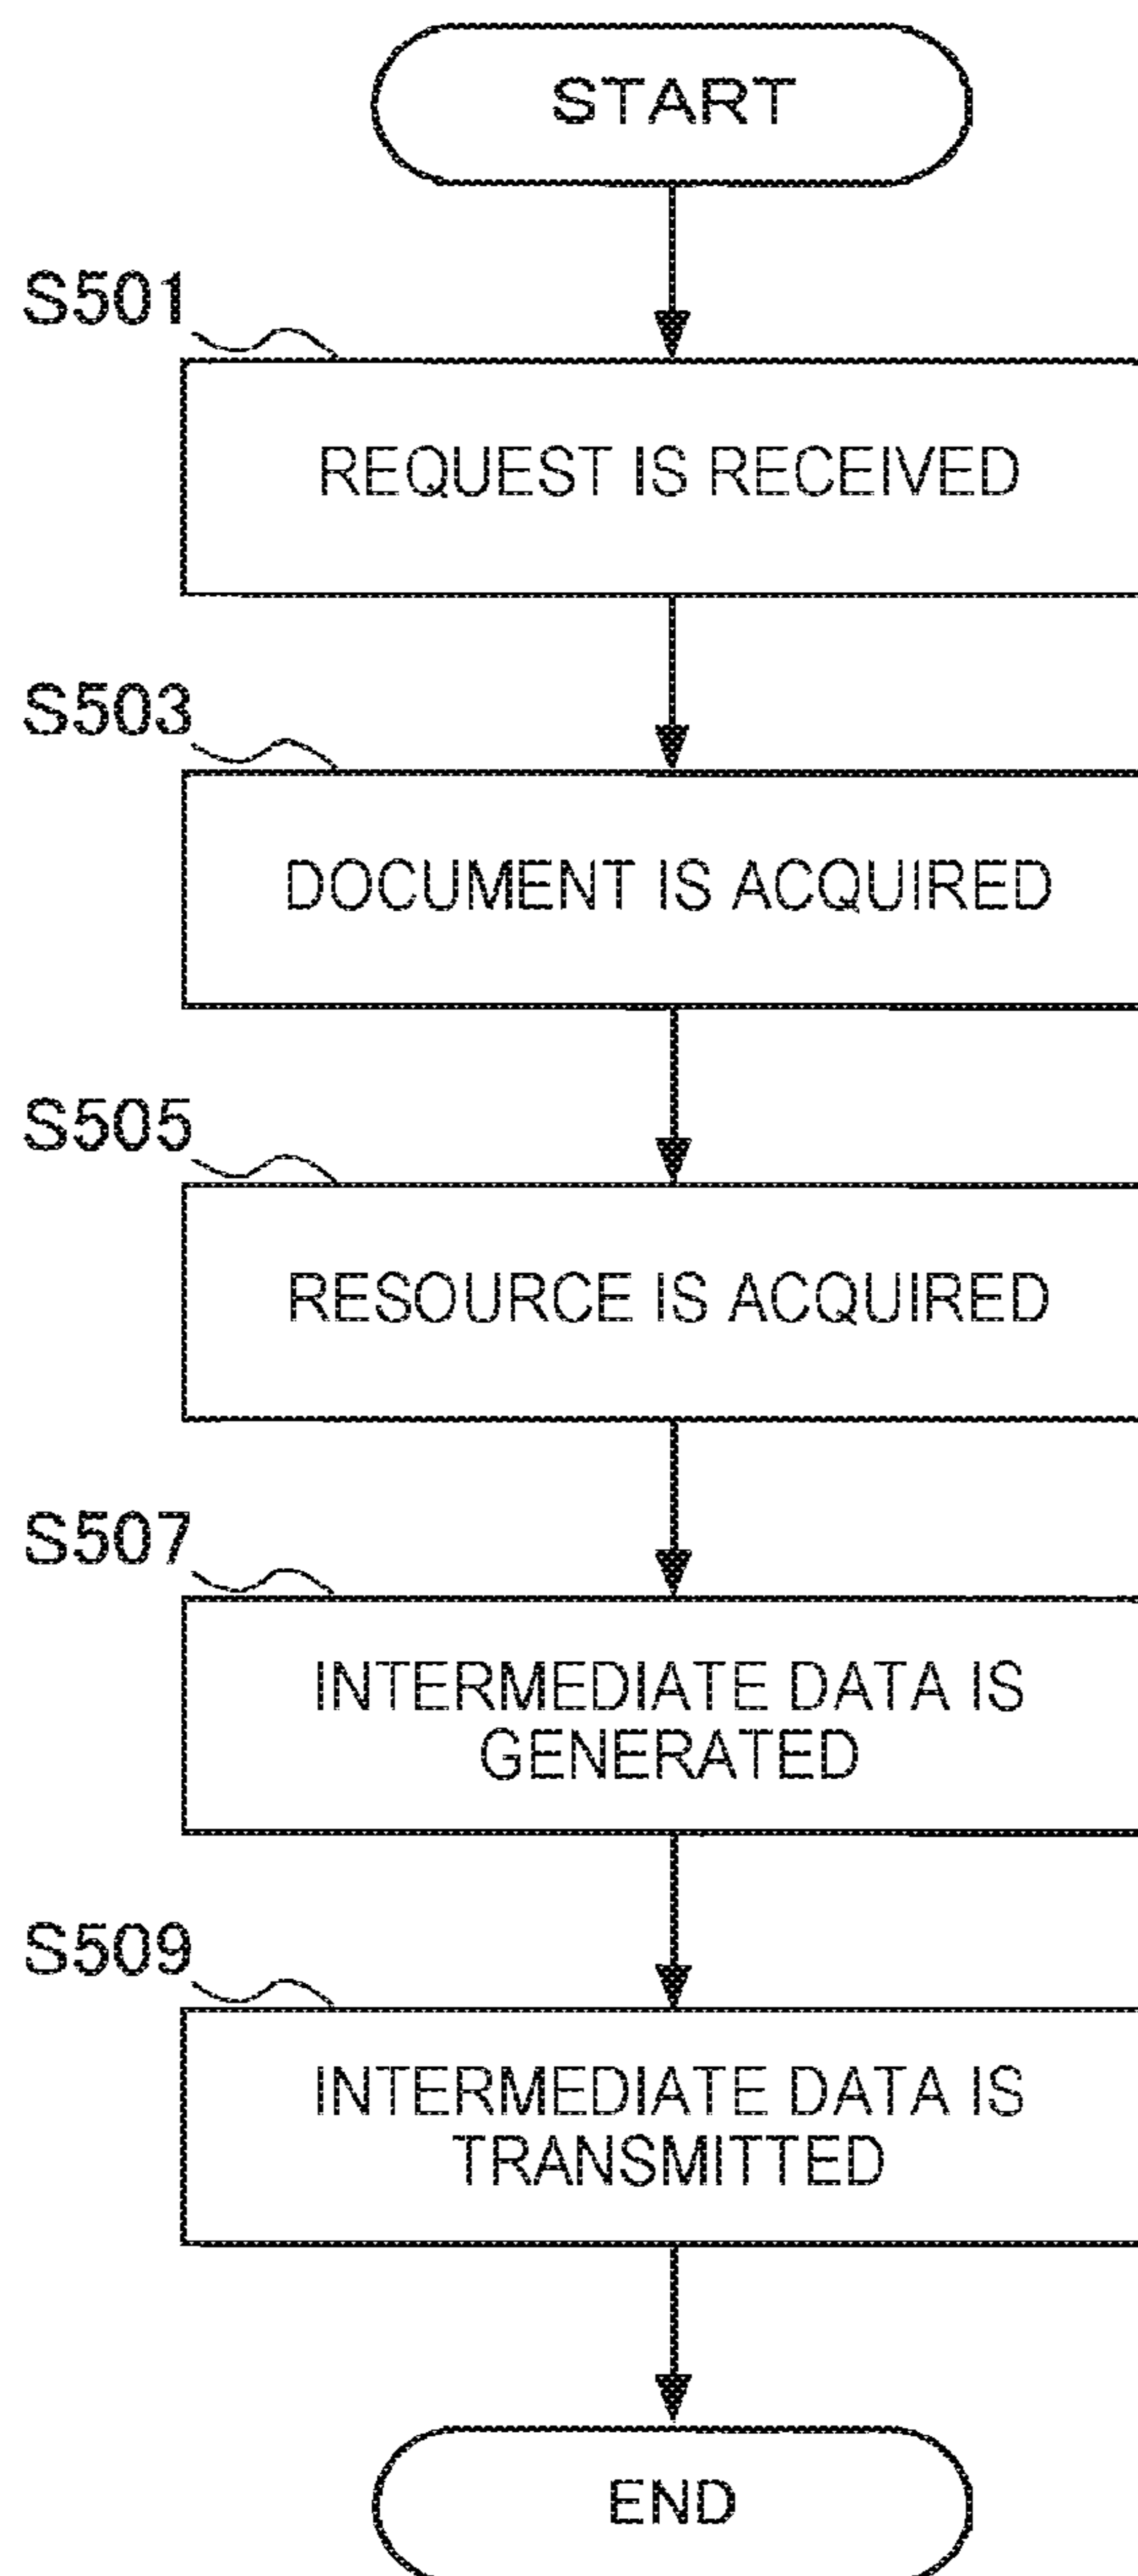 START
S501
REQUEST IS RECEIVED
S503
DOCUMENT IS ACQUIRED
S505
RESOURCE IS ACQUIRED
S507
INTERMEDIATE DATA IS
GENERATED
S509
INTERMEDIATE DATA IS
TRANSMITTED
END